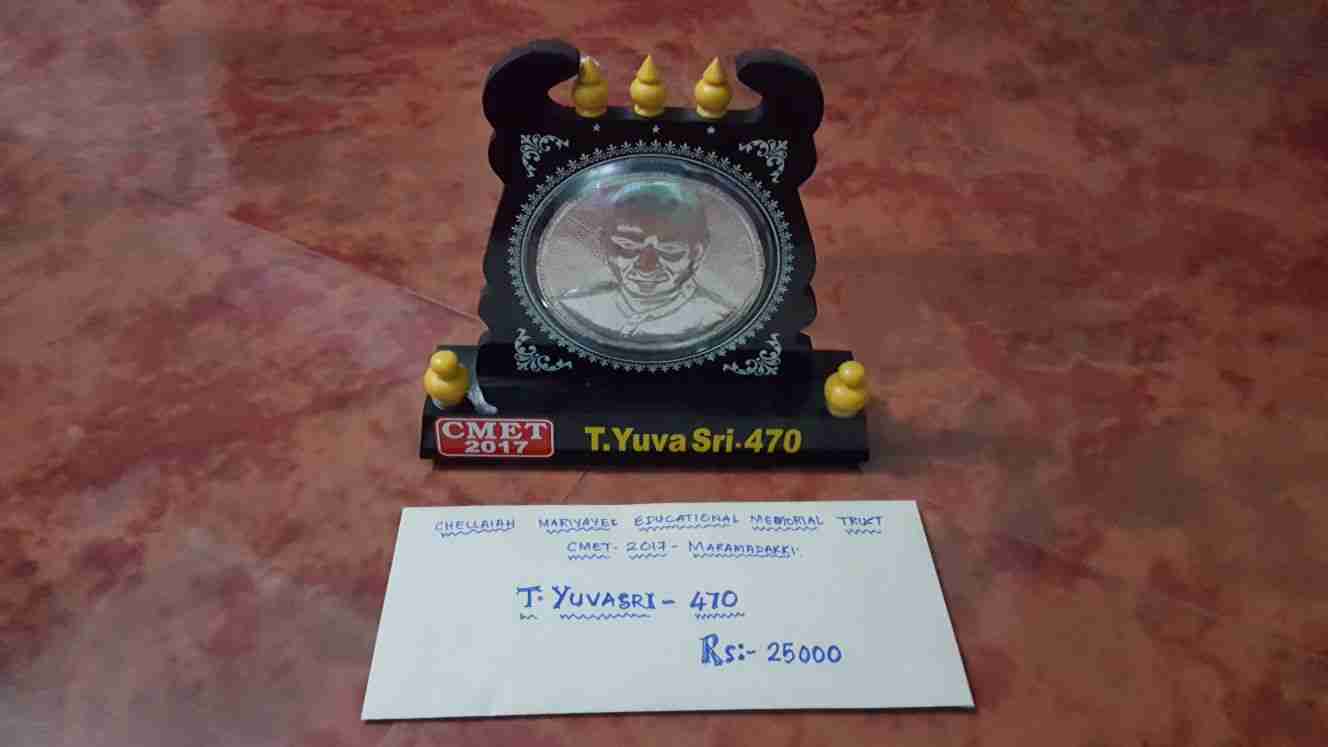 CMET
2017
T.Yuva Sri-470
CHELLAIAH MARIYAYEE EDUCATIONAL MEMORIAL TRUST
CMET- 2017- MARAMADAKKI.
T. YUVASRI- 470
Rs:- 25000